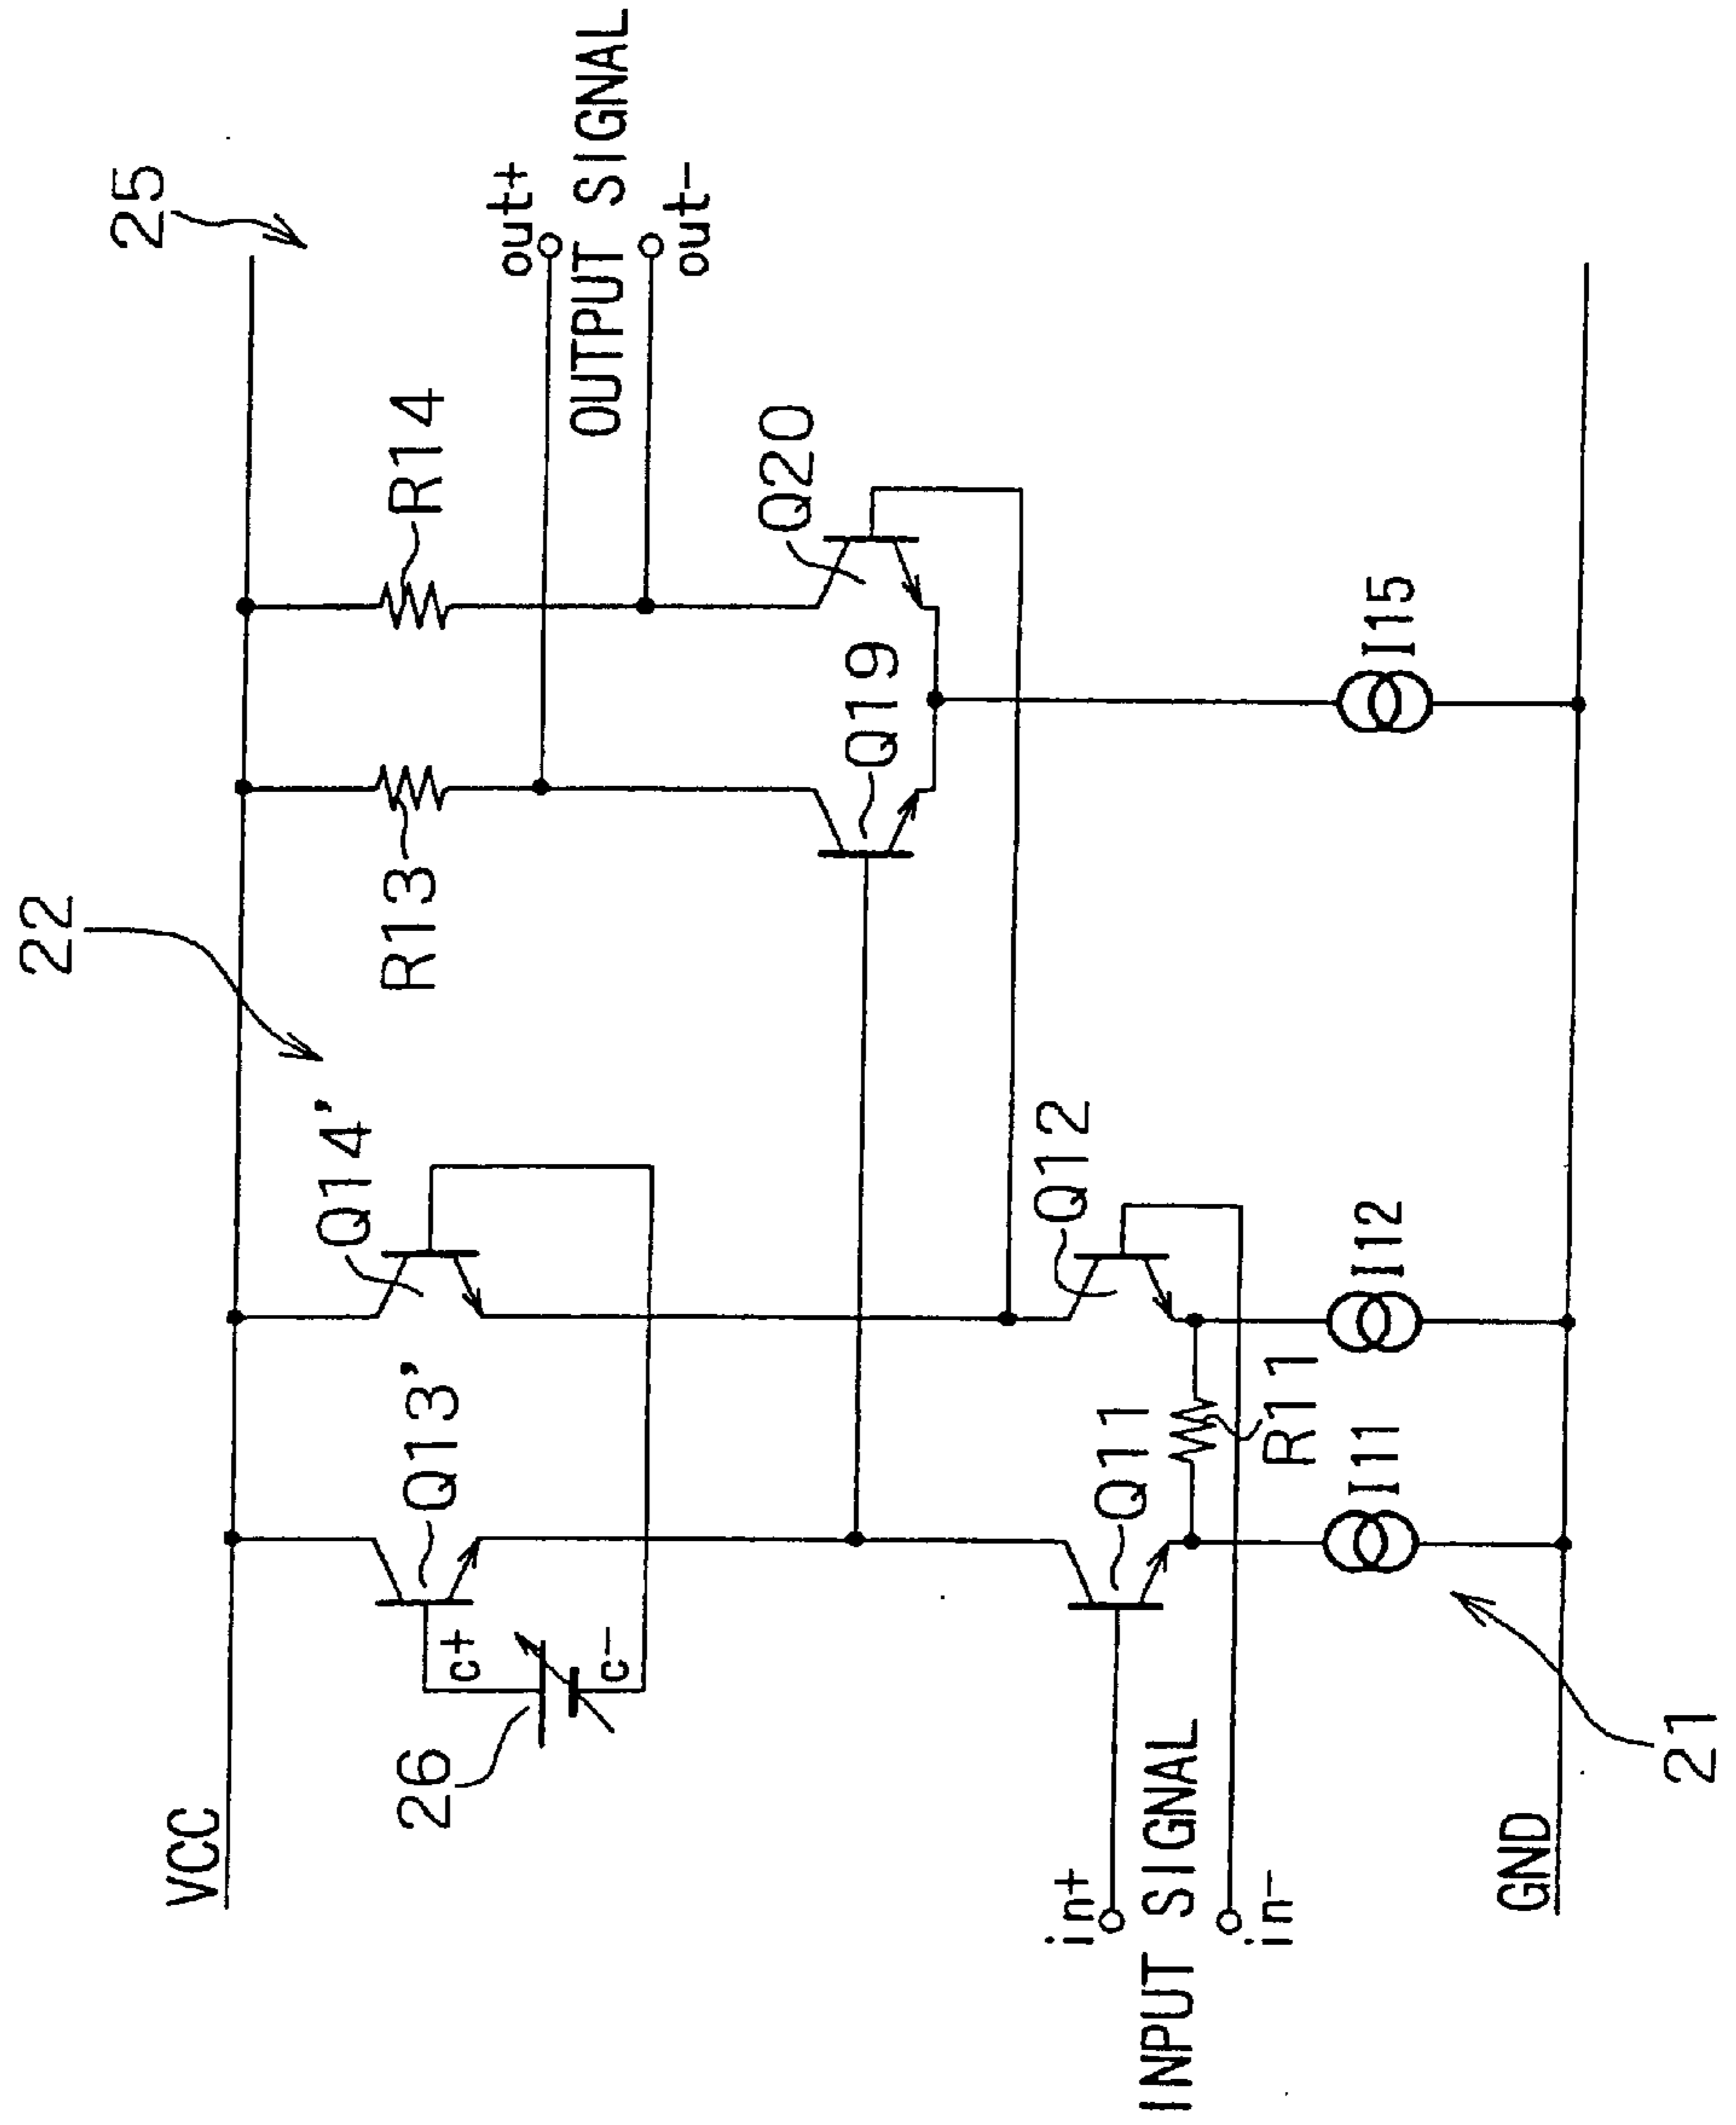 22
25
VCC
Q14'
R14
R13
out+
OUTPUT SIGNAL
out-
26
c+
c-
Q13'
Q19
Q20
in+
INPUT SIGNAL
in-
Q11
Q12
R11
I11
I12
I15
GND
21